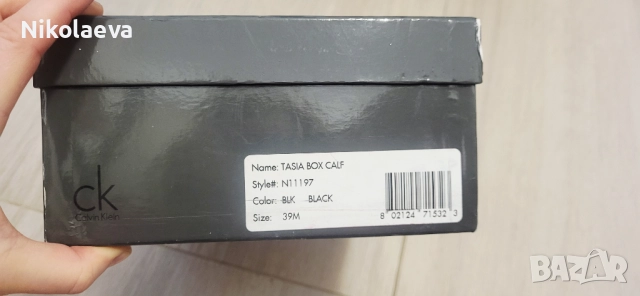 Nikolaeva
ck
Calvin Klein
Name: TASIA BOX CALF
Style#: N11197
Color: BLK BLACK
Size: 39M
8 02124 71532 3
BAZAR